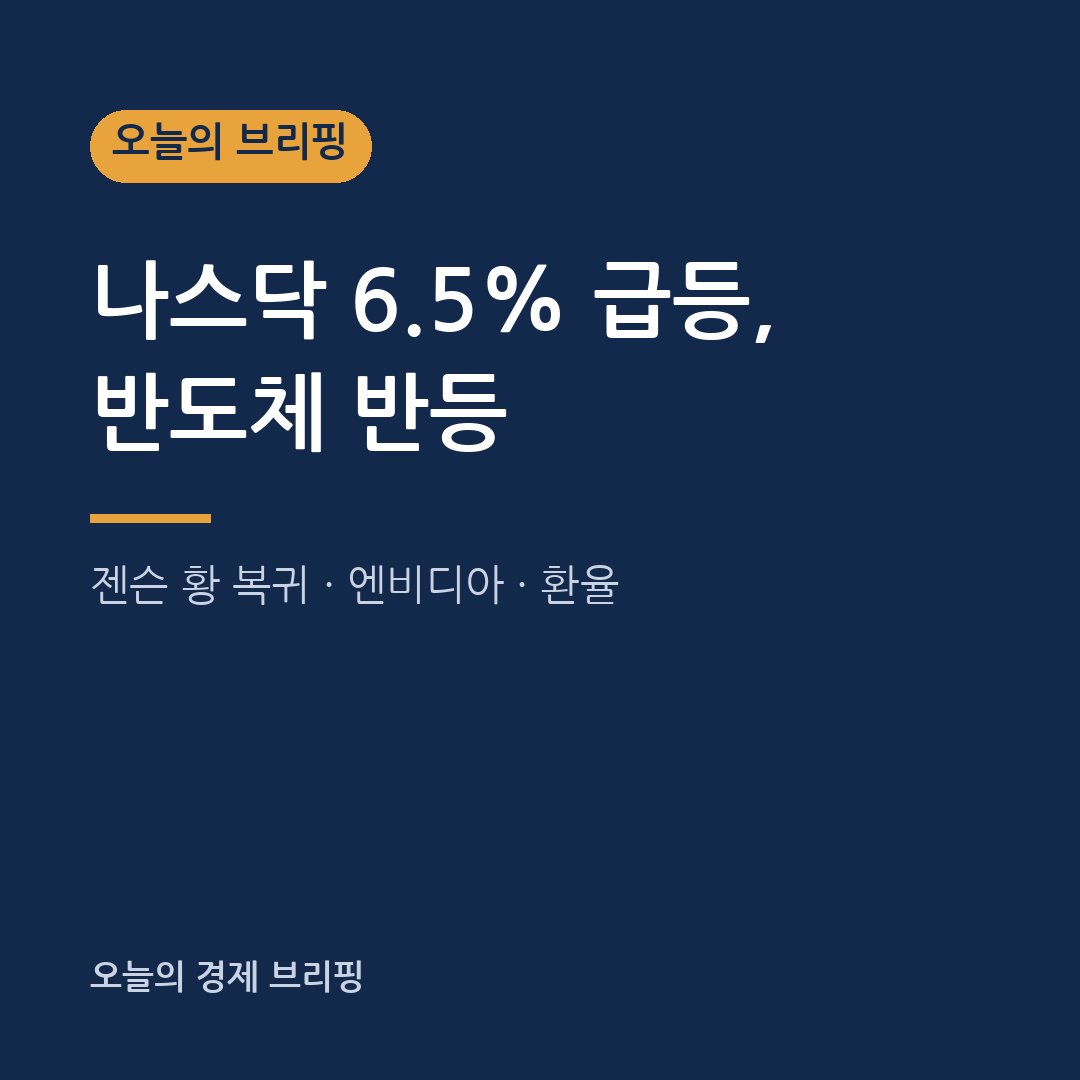 오늘의 브리핑
나스닥 6.5% 급등,
반도체 반등
젠슨 황 복귀 · 엔비디아 · 환율
오늘의 경제 브리핑